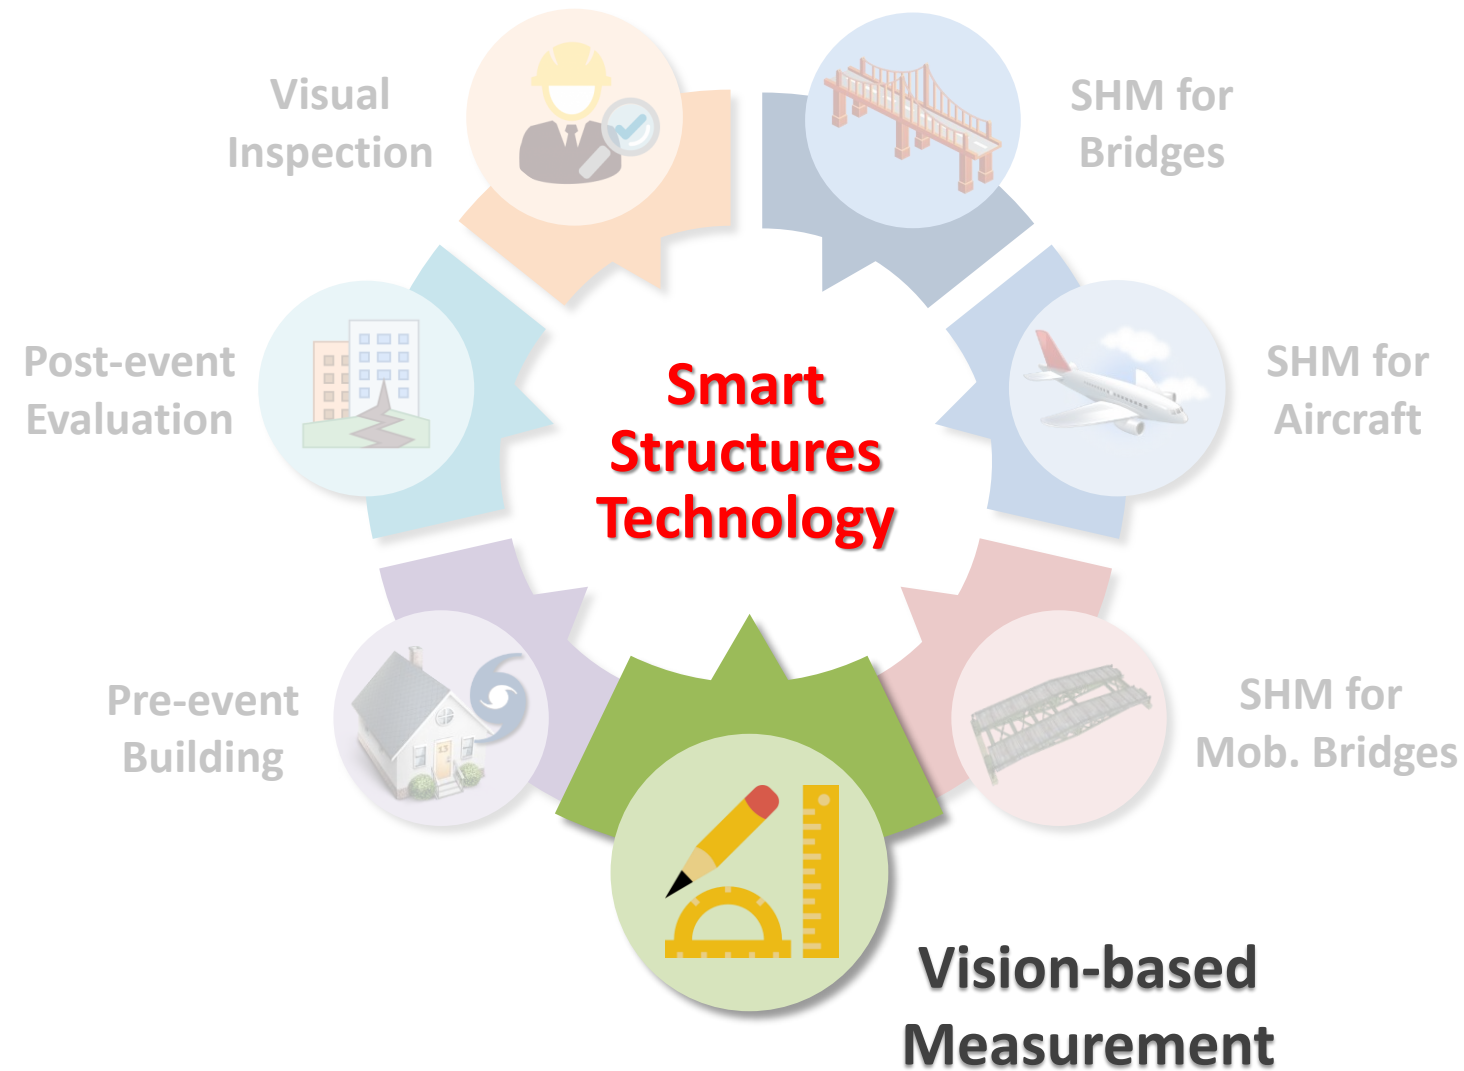 Visual
Inspection
SHM for
Bridges
Post-event
Evaluation
Smart
Structures
Technology
SHM for
Aircraft
Pre-event
Building
13
SHM for
Mob. Bridges
Vision-based
Measurement